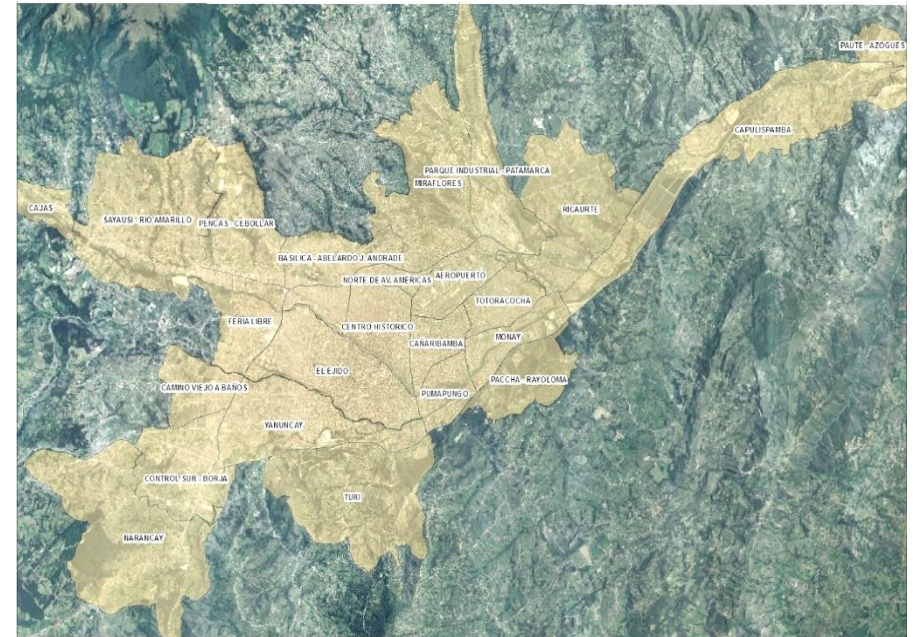 PAUTE - AZOGUES
CAPULISPAMBA
PARQUE INDUSTRIAL - PATAMARCA
MIRAFLORES
RICAURTE
CAJAS
SAYAUSI - RIO AMARILLO
PENCAS - CEBOLLAR
BASILICA - ABELARDO J. ANDRADE
NORTE DE AV. AMERICAS
AEROPUERTO
TOTORACOCHA
FERIA LIBRE
CENTRO HISTORICO
CAÑARIBAMBA
MONAY
EL EJIDO
PACCHA - RAYOLOMA
CAMINO VIEJO A BAÑOS
PUMAPUNGO
YANUNCAY
CONTROL SUR - BORJA
TURI
NARANCAY